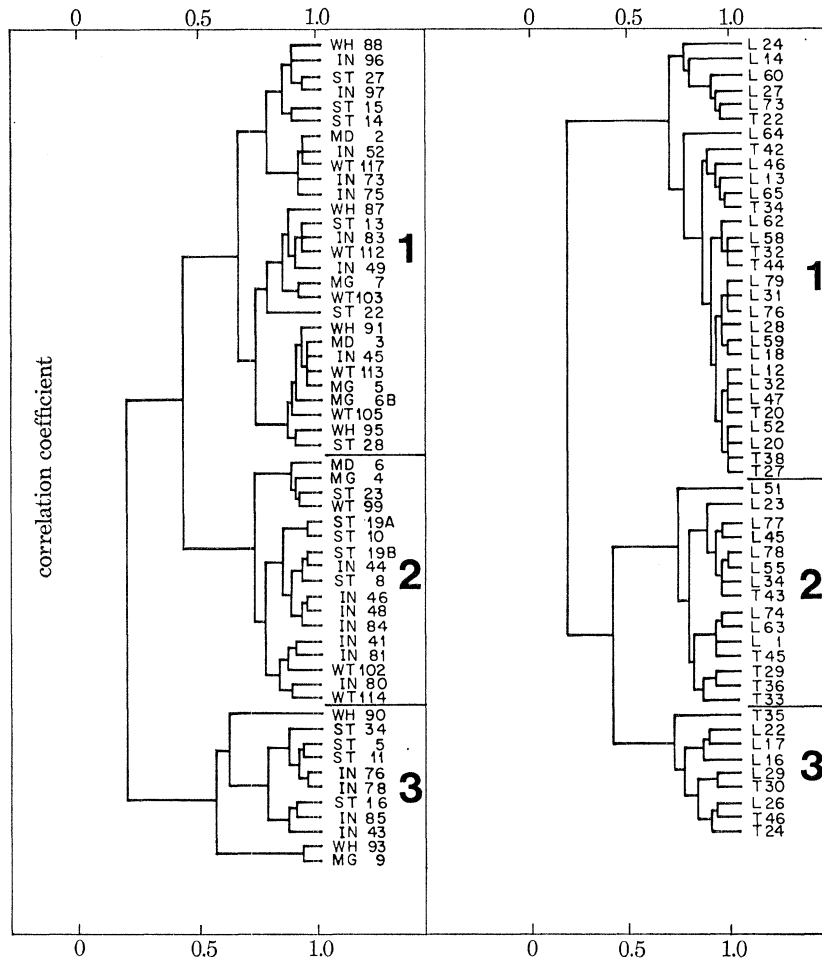 0 0.5 1.0
0 0.5 1.0
correlation coefficient
WH 88
IN 96
ST 27
IN 97
ST 15
ST 14
MD 2
IN 52
WT 117
IN 73
IN 75
WH 87
ST 13
IN 83
WT 112
IN 49
MG 7
WT 103
ST 22
WH 91
MD 3
IN 45
WT 113
MG 5
MG 6B
WT 105
WH 95
ST 28
1
MD 6
MG 4
ST 23
WT 99
ST 19A
ST 10
ST 19B
IN 44
ST 8
IN 46
IN 48
IN 84
IN 41
IN 81
WT 102
IN 80
WT 114
2
WH 90
ST 34
ST 5
ST 11
IN 76
IN 78
ST 16
IN 85
IN 43
WH 93
MG 9
3
L 24
L 14
L 60
L 27
L 73
T 22
L 64
T 42
L 46
L 13
L 65
T 34
L 62
L 58
T 32
T 44
L 79
L 31
L 76
L 28
L 59
L 18
L 12
L 32
L 47
T 20
L 52
L 20
T 38
T 27
1
L 51
L 23
L 77
L 45
L 78
L 55
L 34
T 43
L 74
L 63
L 1
T 45
T 29
T 36
T 33
2
T 35
L 22
L 17
L 16
L 29
T 30
L 26
T 46
T 24
3
0 0.5 1.0
0 0.5 1.0